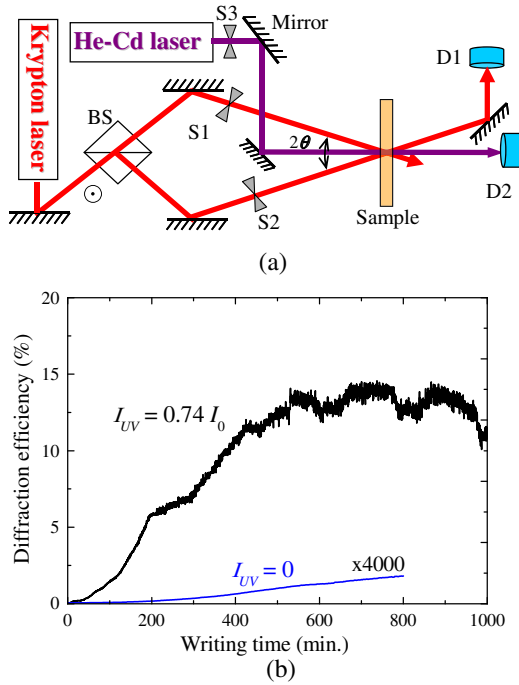 S3
Mirror
He-Cd laser
D1
Krypton laser
BS
S1
2θ
D2
S2
Sample
(a)
20
15
10
5
0
Diffraction efficiency (%)
I_UV = 0.74 I_0
I_UV = 0
x4000
0 200 400 600 800 1000
Writing time (min.)
(b)